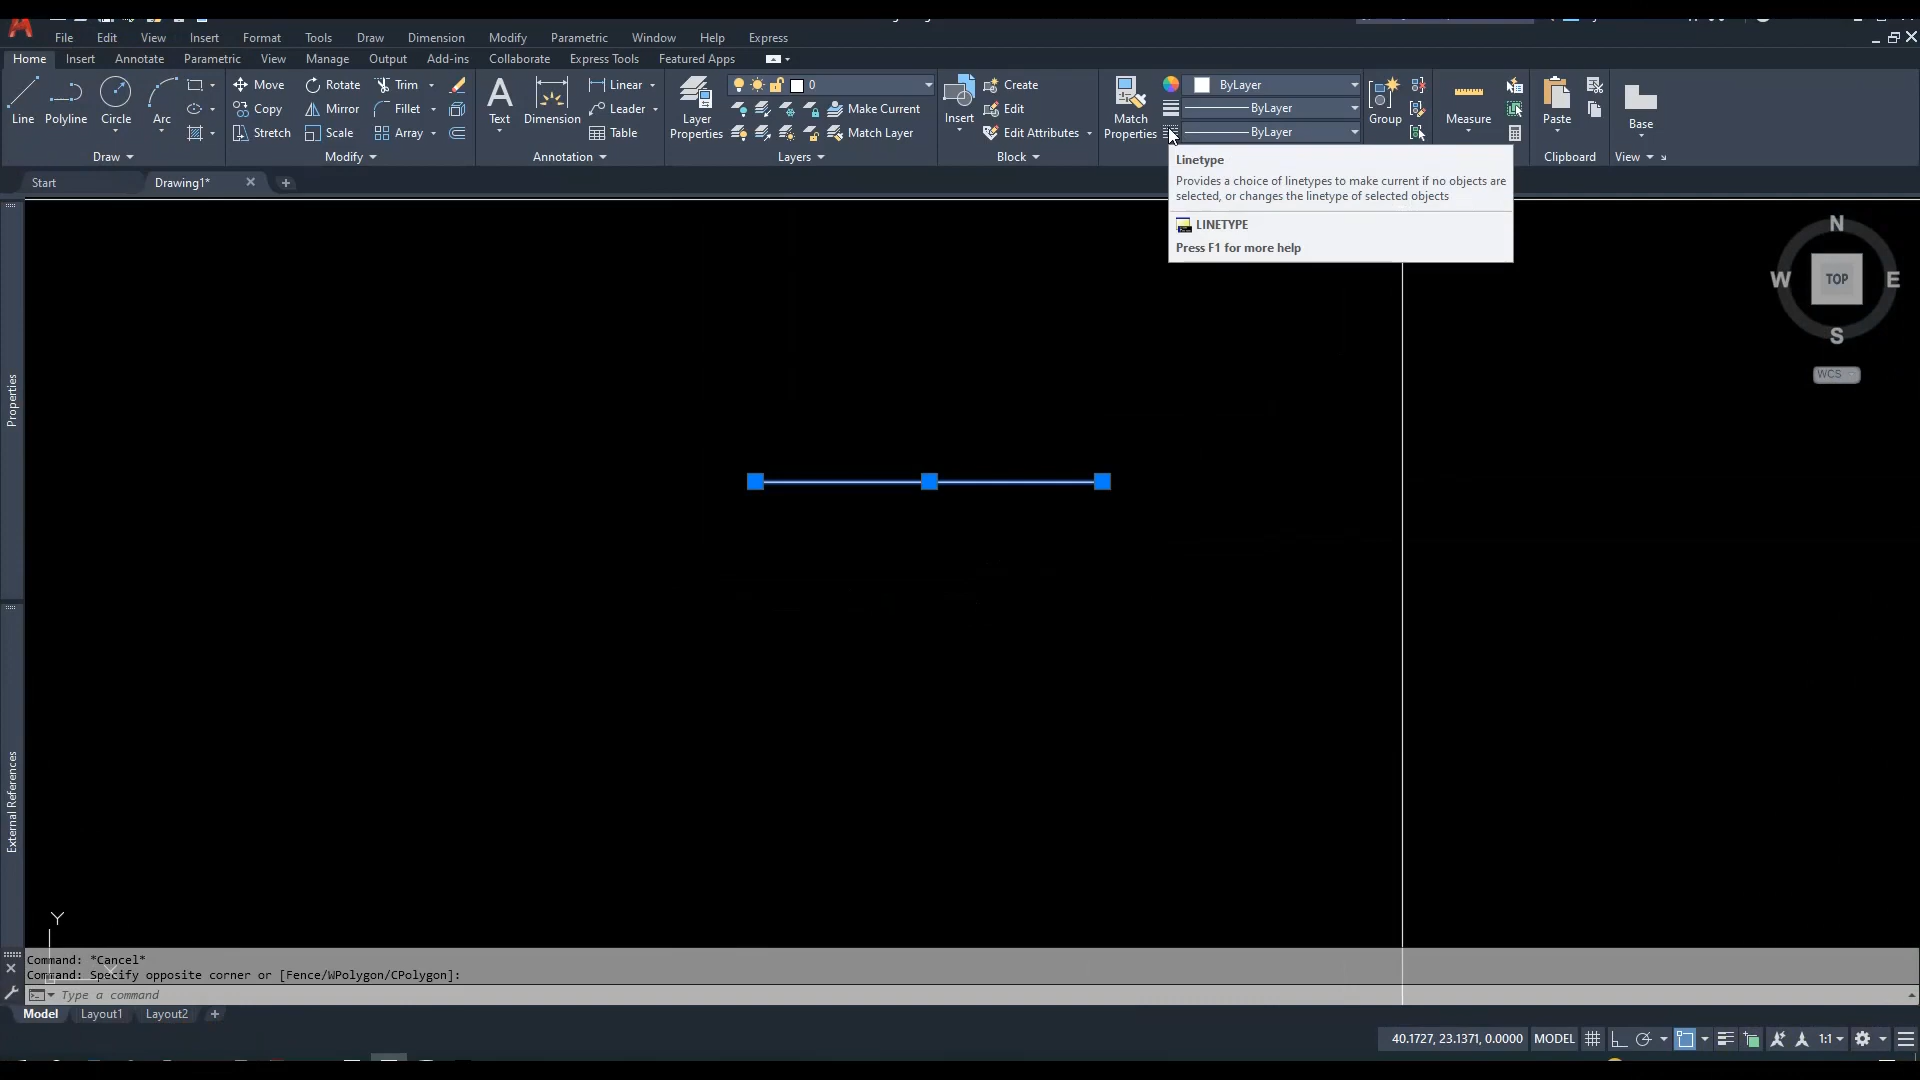 File Edit View Insert Format Tools Draw Dimension Modify Parametric Window Help Express
Home Insert Annotate Parametric View Manage Output Add-ins Collaborate Express Tools Featured Apps
Line Polyline Circle Arc
Move Rotate Trim
Copy Mirror Fillet
Stretch Scale Array
Text Dimension
Linear
Leader
Table
Layer Properties
0
Make Current
Match Layer
Insert
Create
Edit
Edit Attributes
Match Properties
ByLayer
ByLayer
ByLayer
Group
Measure
Paste
Base
Draw Modify Annotation Layers Block Clipboard View
Linetype
Provides a choice of linetypes to make current if no objects are
selected, or changes the linetype of selected objects
LINETYPE
Press F1 for more help
Start Drawing1*
Properties
External References
N
W TOP E
S
WCS
Y
X
Command: *Cancel*
Command: Specify opposite corner or [Fence/WPolygon/CPolygon]:
Type a command
Model Layout1 Layout2
40.1727, 23.1371, 0.0000 MODEL 1:1